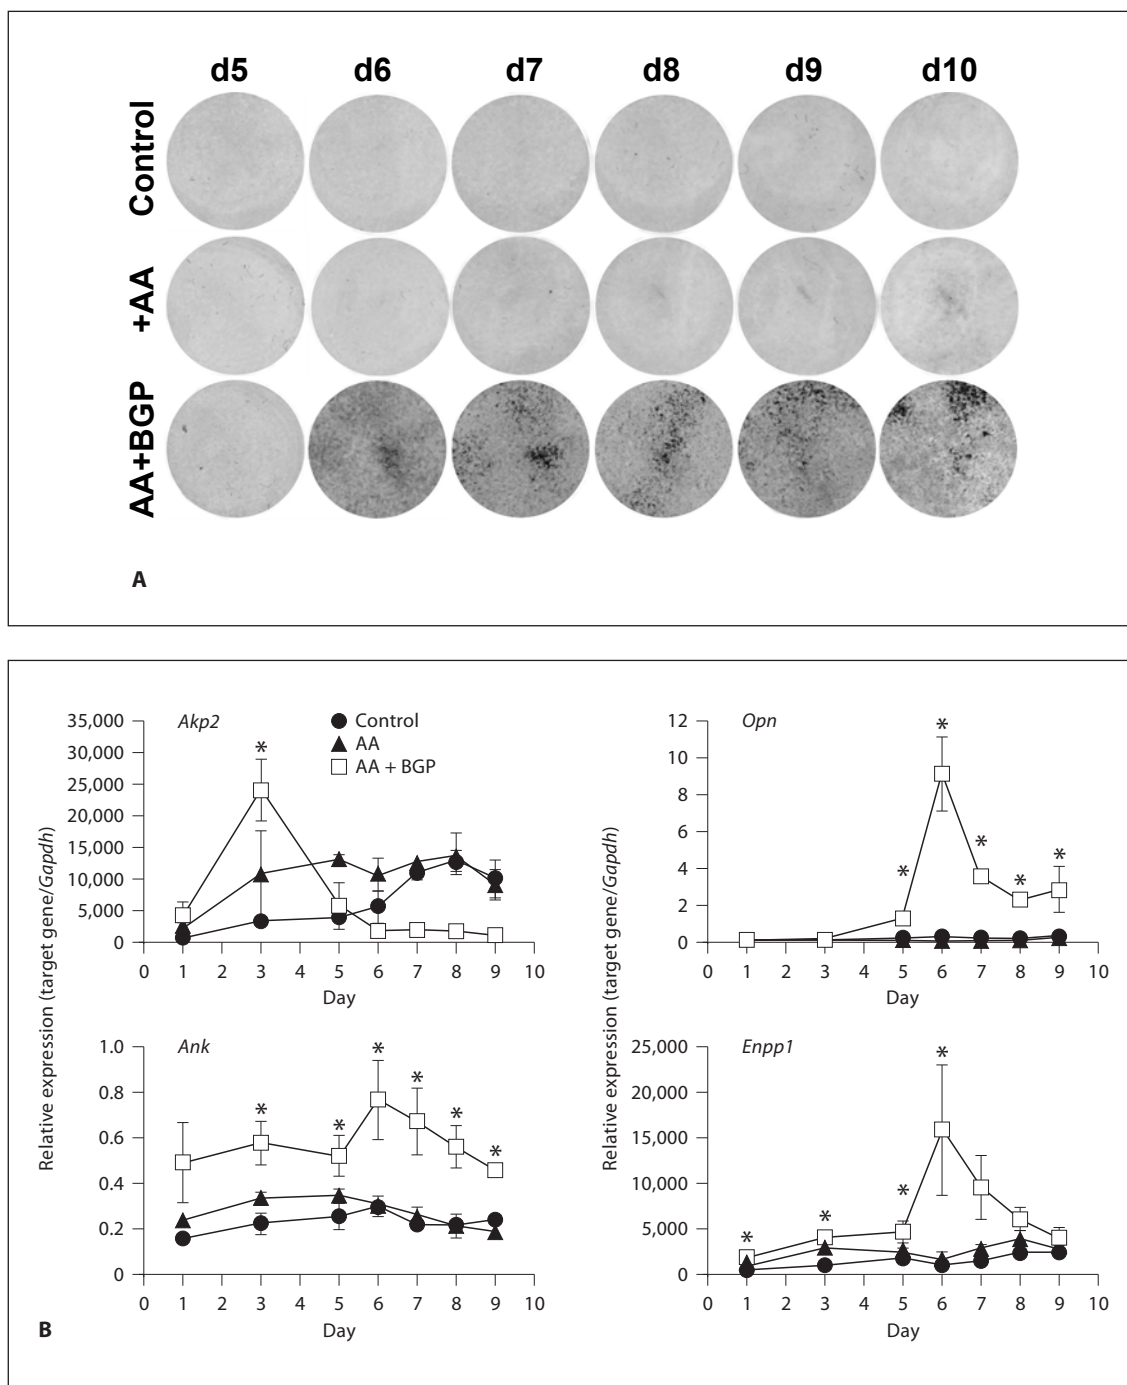 d5 d6 d7 d8 d9 d10
Control
+AA
AA+BGP
A
Relative expression (target gene/Gapdh)
35,000
30,000
25,000
20,000
15,000
10,000
5,000
0
Akp2
Control
AA
AA + BGP
*
0 1 2 3 4 5 6 7 8 9 10
Day
Relative expression (target gene/Gapdh)
12
10
8
6
4
2
0
Opn
*
*
*
*
*
0 1 2 3 4 5 6 7 8 9 10
Day
1.0
0.8
0.6
0.4
0.2
0
Ank
*
*
*
*
*
*
0 1 2 3 4 5 6 7 8 9 10
Day
25,000
20,000
15,000
10,000
5,000
0
Enpp1
*
*
*
*
0 1 2 3 4 5 6 7 8 9 10
Day
B